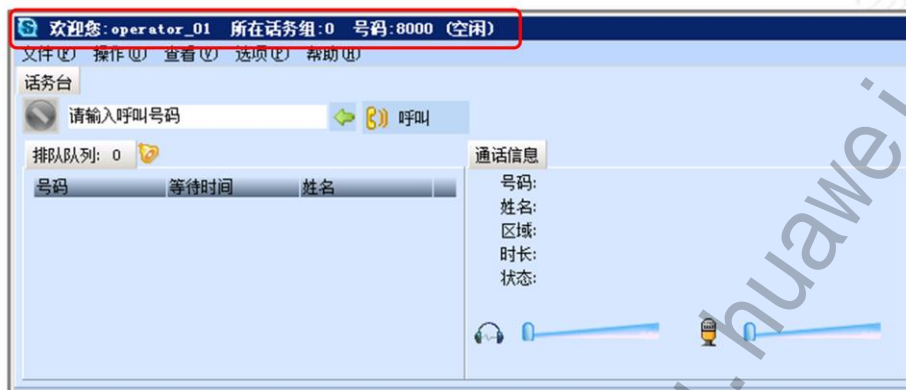 欢迎您:operator_01 所在话务组:0 号码:8000 (空闲)
文件(F) 操作(O) 查看(V) 选项(P) 帮助(H)
话务台
请输入呼叫号码 呼叫
排队队列: 0
号码 等待时间 姓名
通话信息
号码:
姓名:
区域:
时长:
状态:
huawei